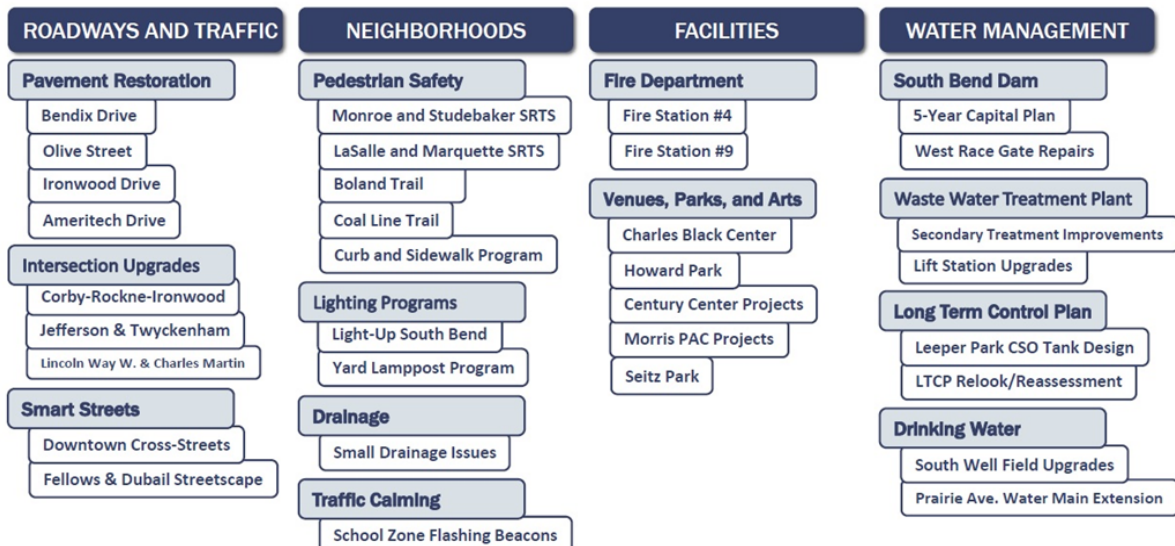 ROADWAYS AND TRAFFIC
Pavement Restoration
Bendix Drive
Olive Street
Ironwood Drive
Ameritech Drive
Intersection Upgrades
Corby-Rockne-Ironwood
Jefferson & Twyckenham
Lincoln Way W. & Charles Martin
Smart Streets
Downtown Cross-Streets
Fellows & Dubail Streetscape
NEIGHBORHOODS
Pedestrian Safety
Monroe and Studebaker SRTS
LaSalle and Marquette SRTS
Boland Trail
Coal Line Trail
Curb and Sidewalk Program
Lighting Programs
Light-Up South Bend
Yard Lamppost Program
Drainage
Small Drainage Issues
Traffic Calming
School Zone Flashing Beacons
FACILITIES
Fire Department
Fire Station #4
Fire Station #9
Venues, Parks, and Arts
Charles Black Center
Howard Park
Century Center Projects
Morris PAC Projects
Seitz Park
WATER MANAGEMENT
South Bend Dam
5-Year Capital Plan
West Race Gate Repairs
Waste Water Treatment Plant
Secondary Treatment Improvements
Lift Station Upgrades
Long Term Control Plan
Leeper Park CSO Tank Design
LTCP Relook/Reassessment
Drinking Water
South Well Field Upgrades
Prairie Ave. Water Main Extension